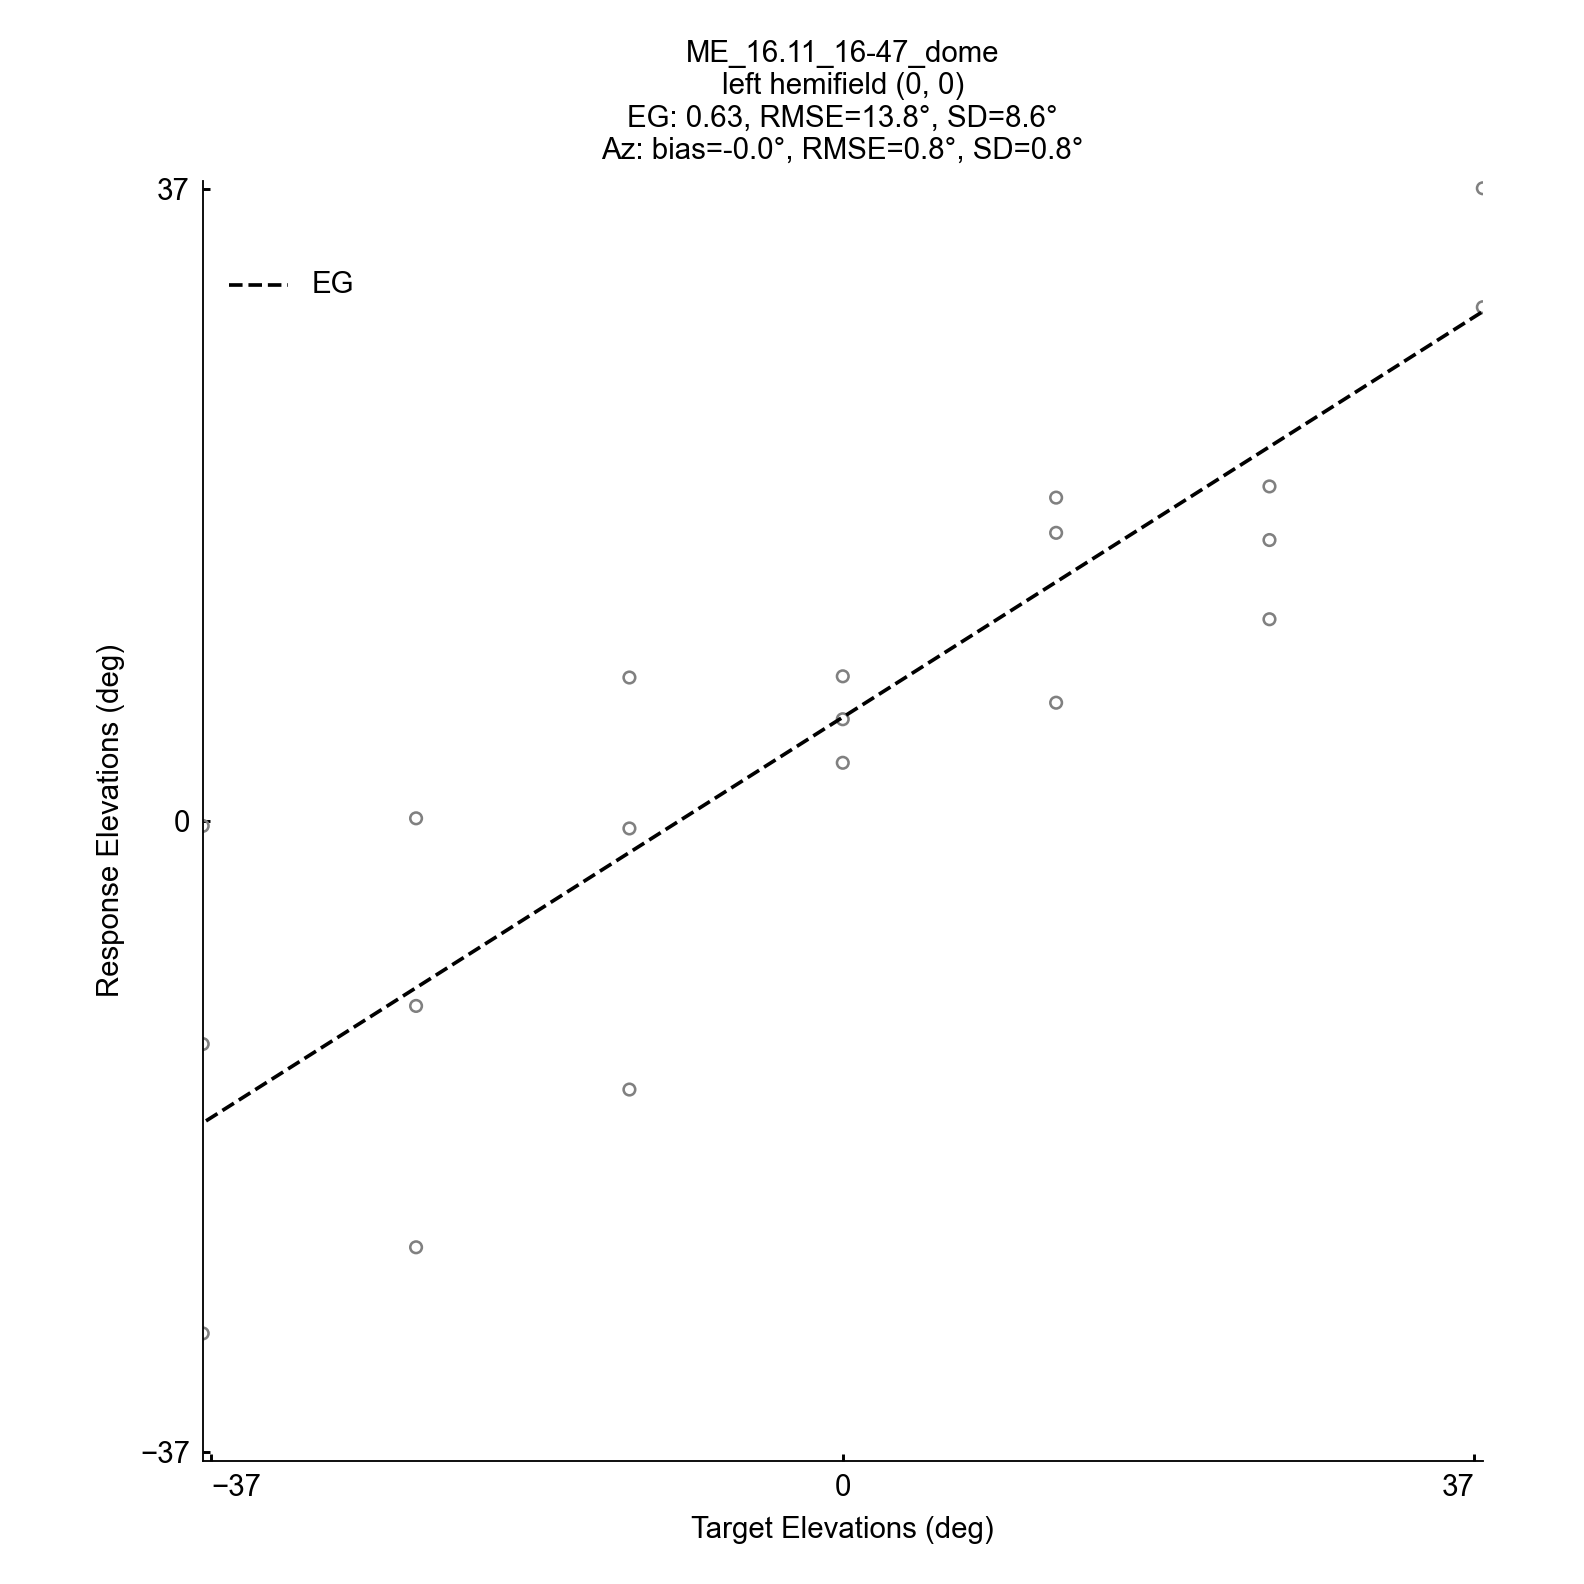 ME_16.11_16-47_dome
left hemifield (0, 0)
EG: 0.63, RMSE=13.8°, SD=8.6°
Az: bias=-0.0°, RMSE=0.8°, SD=0.8°
37
EG
Response Elevations (deg)
0
−37
−37
0
37
Target Elevations (deg)